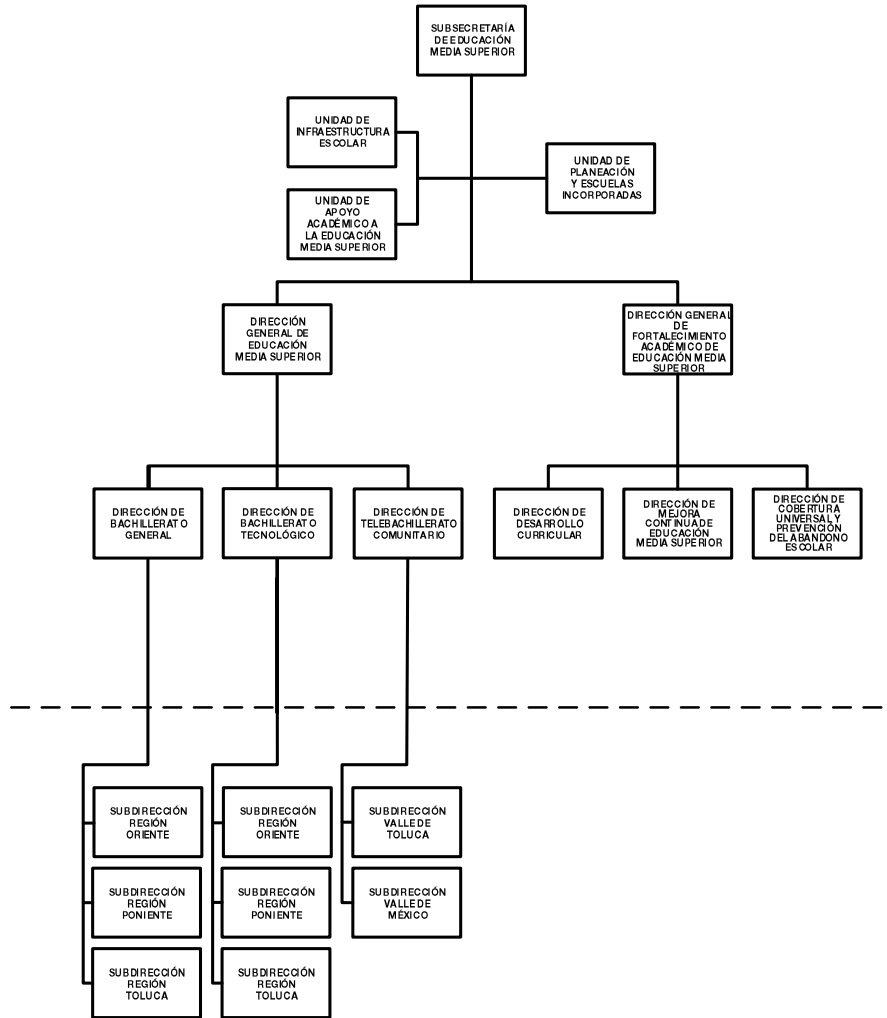 SUBSECRETARÍA
DE EDUCACIÓN
MEDIA SUPERIOR
UNIDAD DE
INFRAESTRUCTURA
ESCOLAR
UNIDAD DE
PLANEACIÓN
Y ESCUELAS
INCORPORADAS
UNIDAD DE
APOYO
ACADÉMICO A
LA EDUCACIÓN
MEDIA SUPERIOR
DIRECCIÓN
GENERAL DE
EDUCACIÓN
MEDIA SUPERIOR
DIRECCIÓN GENERAL
DE
FORTALECIMIENTO
ACADÉMICO DE
EDUCACIÓN MEDIA
SUPERIOR
DIRECCIÓN DE
BACHILLERATO
GENERAL
DIRECCIÓN DE
BACHILLERATO
TECNOLÓGICO
DIRECCIÓN DE
TELEBACHILLERATO
COMUNITARIO
DIRECCIÓN DE
DESARROLLO
CURRICULAR
DIRECCIÓN DE
MEJORA
CONTINUA DE
EDUCACIÓN
MEDIA SUPERIOR
DIRECCIÓN DE
COBERTURA
UNIVERSAL Y
PREVENCIÓN
DEL ABANDONO
ESCOLAR
SUBDIRECCIÓN
REGIÓN
ORIENTE
SUBDIRECCIÓN
REGIÓN
ORIENTE
SUBDIRECCIÓN
VALLE DE
TOLUCA
SUBDIRECCIÓN
REGIÓN
PONIENTE
SUBDIRECCIÓN
REGIÓN
PONIENTE
SUBDIRECCIÓN
VALLE DE
MÉXICO
SUBDIRECCIÓN
REGIÓN
TOLUCA
SUBDIRECCIÓN
REGIÓN
TOLUCA